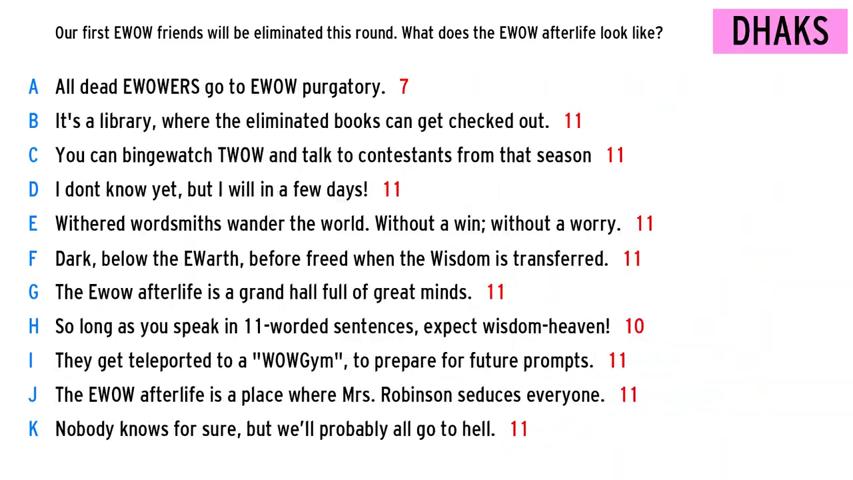 Our first EWOW friends will be eliminated this round. What does the EWOW afterlife look like?
DHAKS
A All dead EWOWERS go to EWOW purgatory. 7
B It's a library, where the eliminated books can get checked out. 11
C You can bingewatch TWOW and talk to contestants from that season 11
D I dont know yet, but I will in a few days! 11
E Withered wordsmiths wander the world. Without a win; without a worry. 11
F Dark, below the EWarth, before freed when the Wisdom is transferred. 11
G The Ewow afterlife is a grand hall full of great minds. 11
H So long as you speak in 11-worded sentences, expect wisdom-heaven! 10
I They get teleported to a "WOWGym", to prepare for future prompts. 11
J The EWOW afterlife is a place where Mrs. Robinson seduces everyone. 11
K Nobody knows for sure, but we'll probably all go to hell. 11